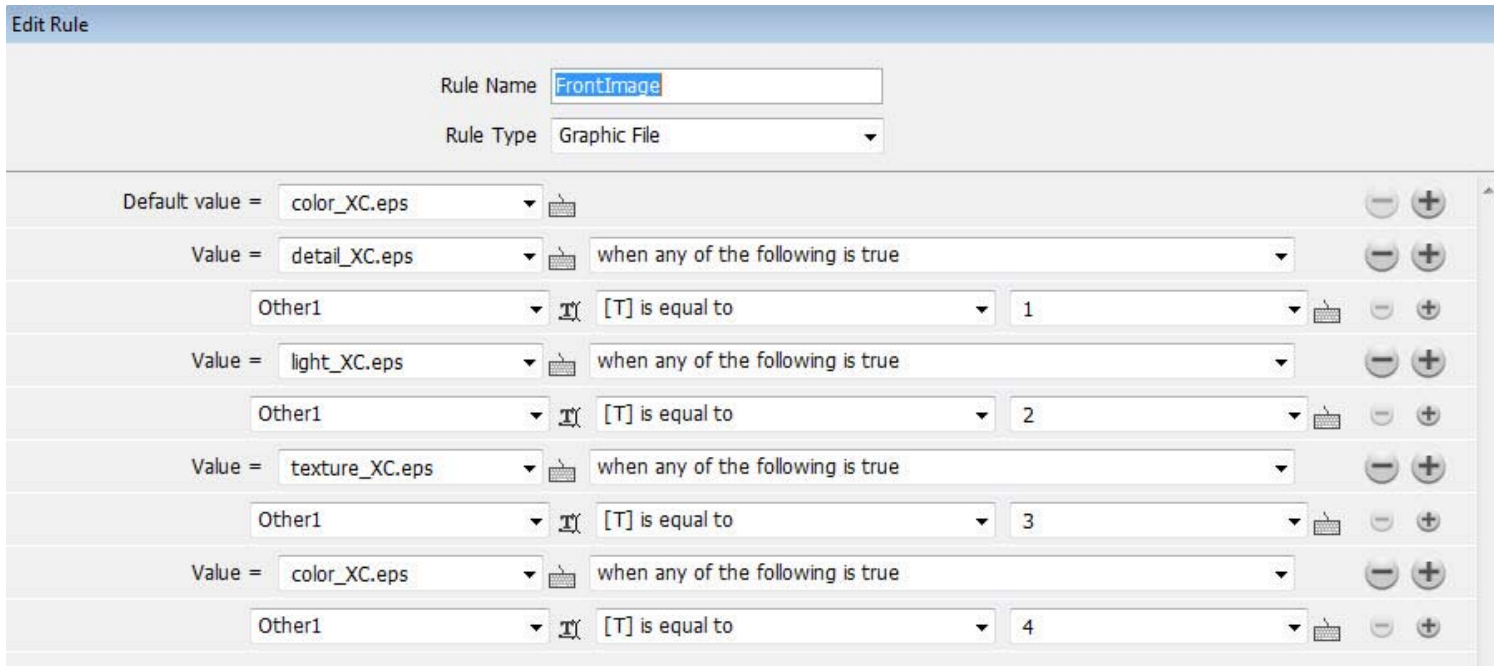 Edit Rule
Rule Name FrontImage
Rule Type Graphic File
Default value = color_XC.eps
Value = detail_XC.eps when any of the following is true
Other1 [T] is equal to 1
Value = light_XC.eps when any of the following is true
Other1 [T] is equal to 2
Value = texture_XC.eps when any of the following is true
Other1 [T] is equal to 3
Value = color_XC.eps when any of the following is true
Other1 [T] is equal to 4